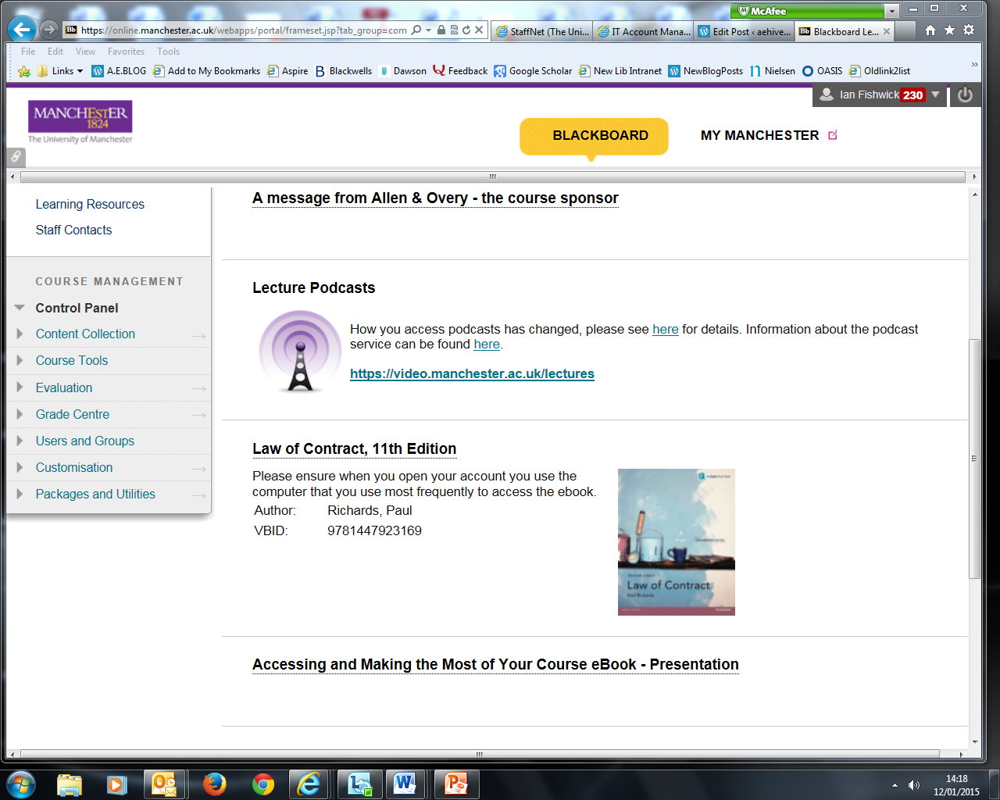 McAfee
https://online.manchester.ac.uk/webapps/portal/frameset.jsp?tab_group=com
StaffNet (The Uni...
IT Account Mana...
Edit Post ‹ aehive...
Blackboard Le...
File Edit View Favorites Tools
Links A.E.BLOG Add to My Bookmarks Aspire Blackwells Dawson Feedback Google Scholar New Lib Intranet NewBlogPosts Nielsen OASIS Oldlink2list
Ian Fishwick 230
MANCHESTER
1824
The University of Manchester
BLACKBOARD
MY MANCHESTER
Learning Resources
Staff Contacts
COURSE MANAGEMENT
Control Panel
Content Collection
Course Tools
Evaluation
Grade Centre
Users and Groups
Customisation
Packages and Utilities
A message from Allen & Overy - the course sponsor
Lecture Podcasts
How you access podcasts has changed, please see here for details. Information about the podcast
service can be found here.
https://video.manchester.ac.uk/lectures
Law of Contract, 11th Edition
Please ensure when you open your account you use the
computer that you use most frequently to access the ebook.
Author: Richards, Paul
VBID: 9781447923169
Law of Contract
Paul Richards
PEARSON
Accessing and Making the Most of Your Course eBook - Presentation
14:18
12/01/2015